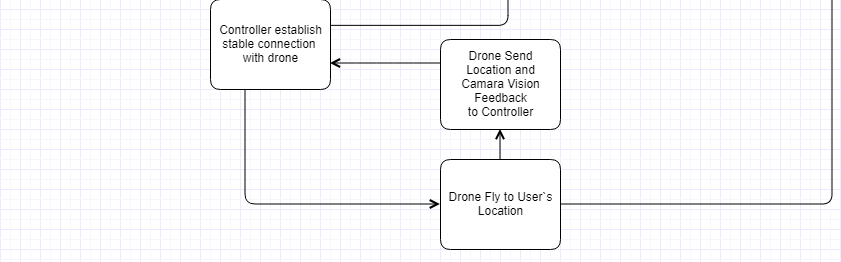 Controller establish
stable connection
with drone
Drone Send
Location and
Camara Vision
Feedback
to Controller
Drone Fly to User`s
Location